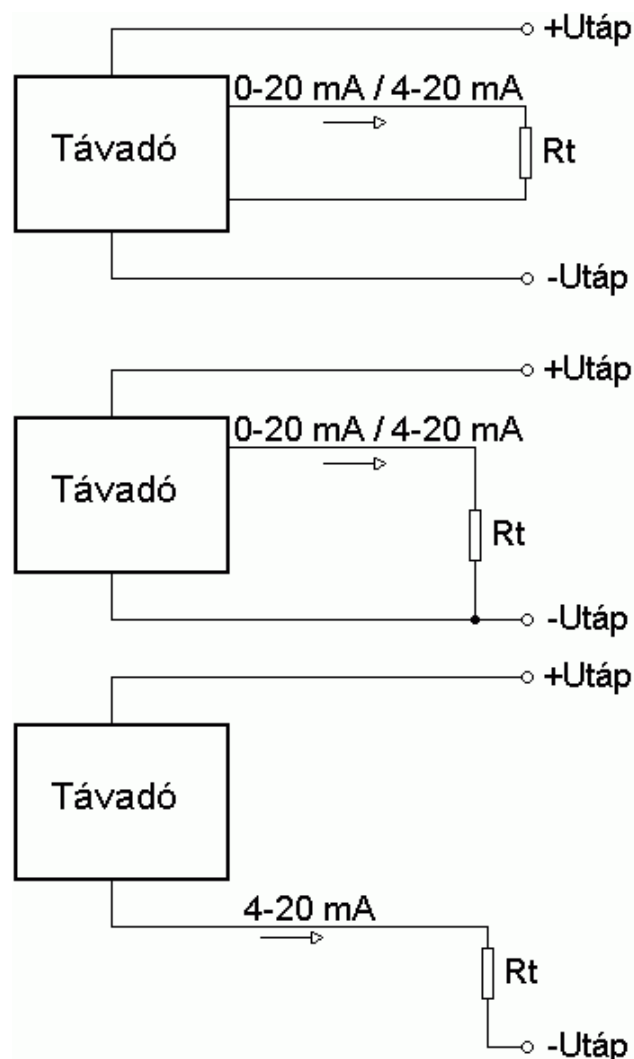 +Utáp
0-20 mA / 4-20 mA
Távadó
Rt
-Utáp
+Utáp
0-20 mA / 4-20 mA
Távadó
Rt
-Utáp
+Utáp
Távadó
4-20 mA
Rt
-Utáp